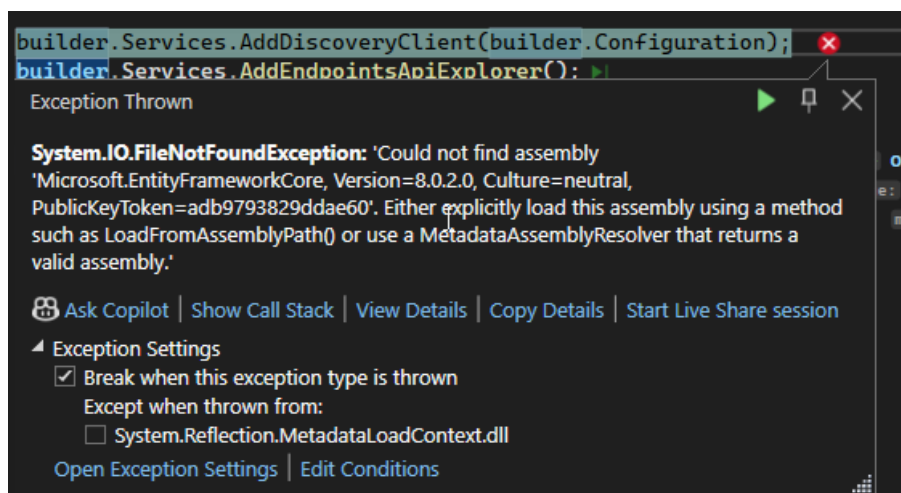 builder.Services.AddDiscoveryClient(builder.Configuration);
builder.Services.AddEndpointsApiExplorer();
Exception Thrown
System.IO.FileNotFoundException: 'Could not find assembly
'Microsoft.EntityFrameworkCore, Version=8.0.2.0, Culture=neutral,
PublicKeyToken=adb9793829ddae60'. Either explicitly load this assembly using a method
such as LoadFromAssemblyPath() or use a MetadataAssemblyResolver that returns a
valid assembly.'
Ask Copilot | Show Call Stack | View Details | Copy Details | Start Live Share session
Exception Settings
Break when this exception type is thrown
Except when thrown from:
System.Reflection.MetadataLoadContext.dll
Open Exception Settings | Edit Conditions